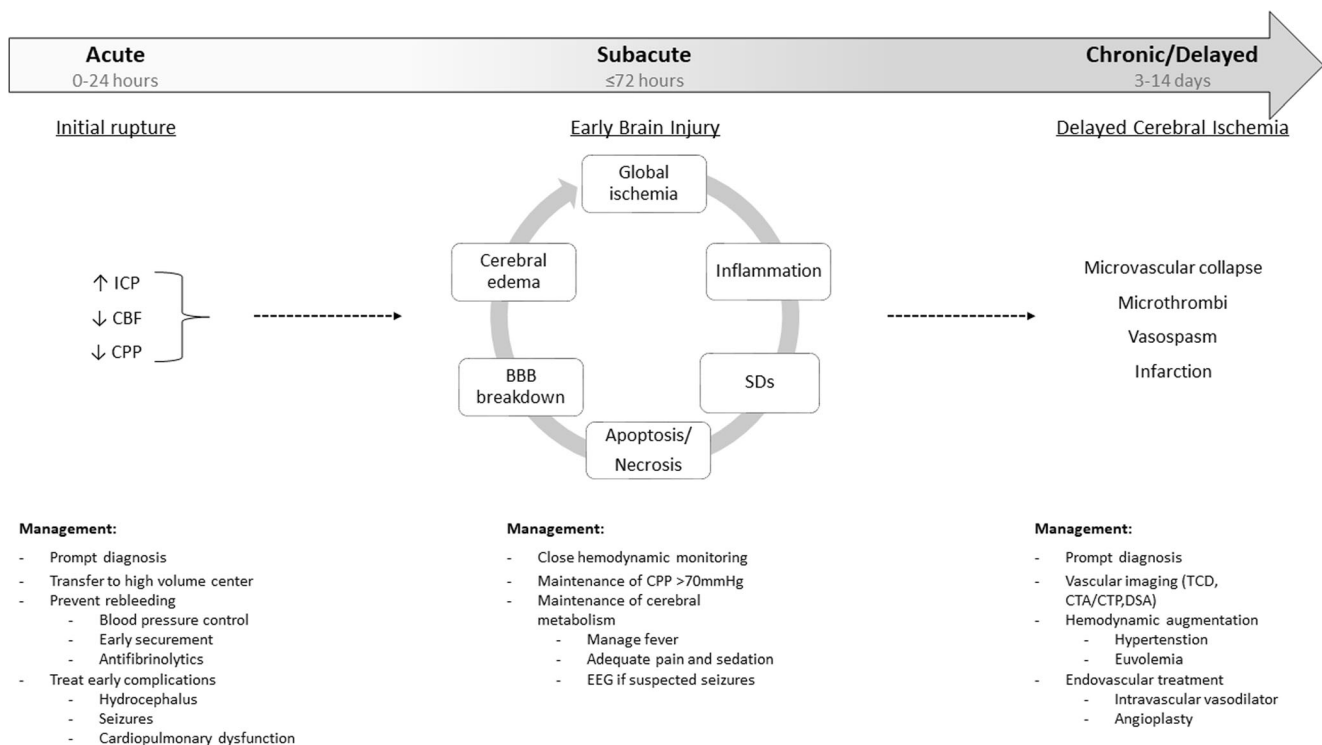 Acute
0-24 hours
Subacute
≤72 hours
Chronic/Delayed
3-14 days
Initial rupture
Early Brain Injury
Delayed Cerebral Ischemia
↑ ICP
↓ CBF
↓ CPP
Global
ischemia
Inflammation
SDs
Apoptosis/
Necrosis
BBB
breakdown
Cerebral
edema
Microvascular collapse
Microthrombi
Vasospasm
Infarction
Management:
- Prompt diagnosis
- Transfer to high volume center
- Prevent rebleeding
- Blood pressure control
- Early securement
- Antifibrinolytics
- Treat early complications
- Hydrocephalus
- Seizures
- Cardiopulmonary dysfunction
Management:
- Close hemodynamic monitoring
- Maintenance of CPP >70mmHg
- Maintenance of cerebral
metabolism
- Manage fever
- Adequate pain and sedation
- EEG if suspected seizures
Management:
- Prompt diagnosis
- Vascular imaging (TCD,
CTA/CTP,DSA)
- Hemodynamic augmentation
- Hypertenstion
- Euvolemia
- Endovascular treatment
- Intravascular vasodilator
- Angioplasty